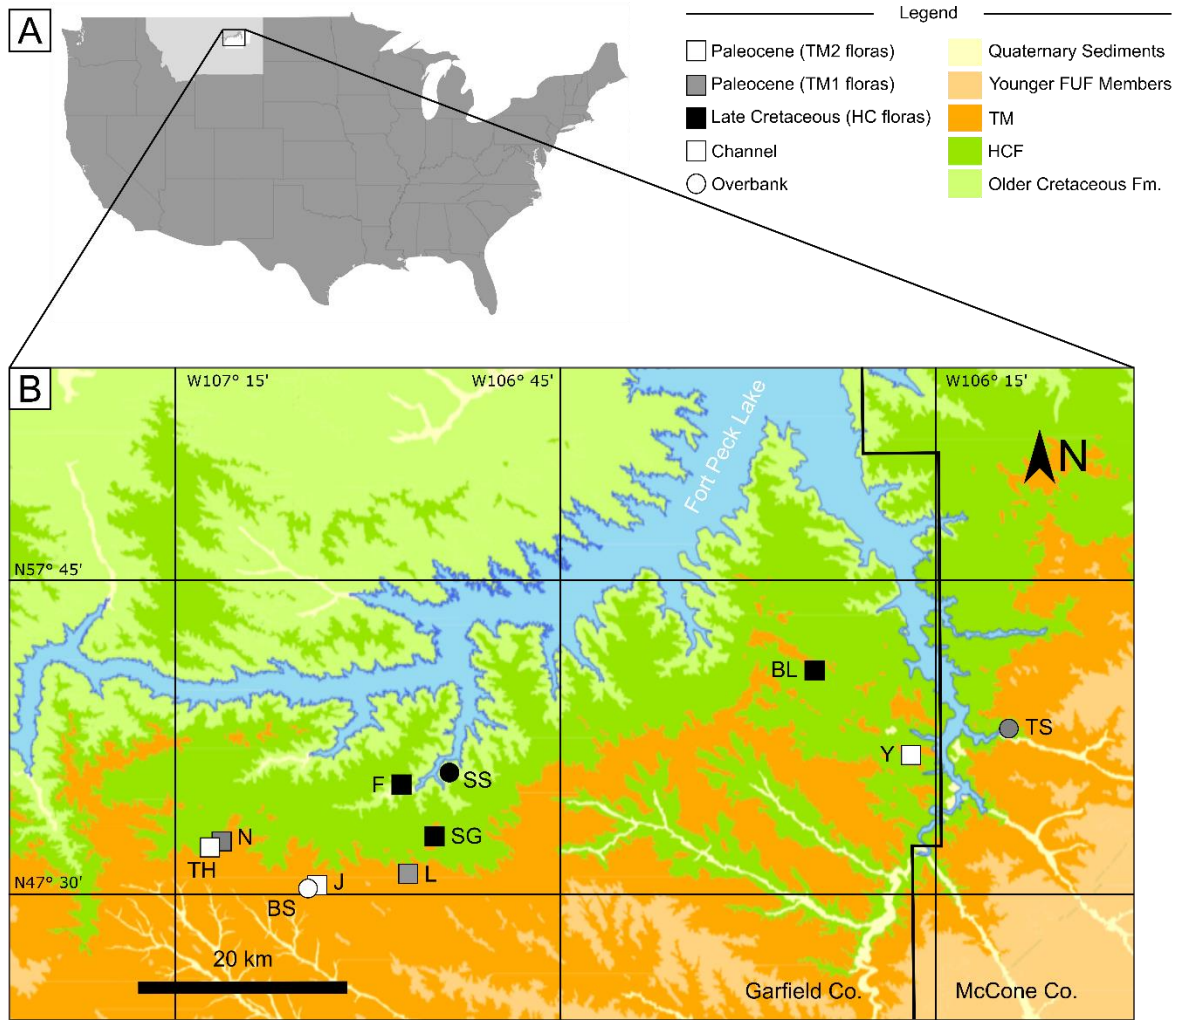 A
Legend
Paleocene (TM2 floras)
Paleocene (TM1 floras)
Late Cretaceous (HC floras)
Channel
Overbank
Quaternary Sediments
Younger FUF Members
TM
HCF
Older Cretaceous Fm.
B
W107° 15'
W106° 45'
W106° 15'
N
Fort Peck Lake
N57° 45'
BL
TS
Y
F
SS
N
SG
TH
L
J
N47° 30'
BS
20 km
Garfield Co.
McCone Co.